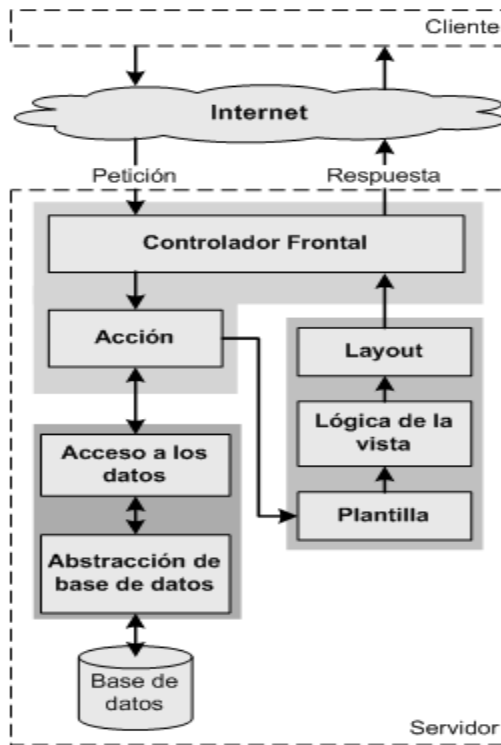 Cliente
Internet
Petición
Respuesta
Controlador Frontal
Acción
Layout
Lógica de la
vista
Plantilla
Acceso a los
datos
Abstracción de
base de datos
Base de
datos
Servidor